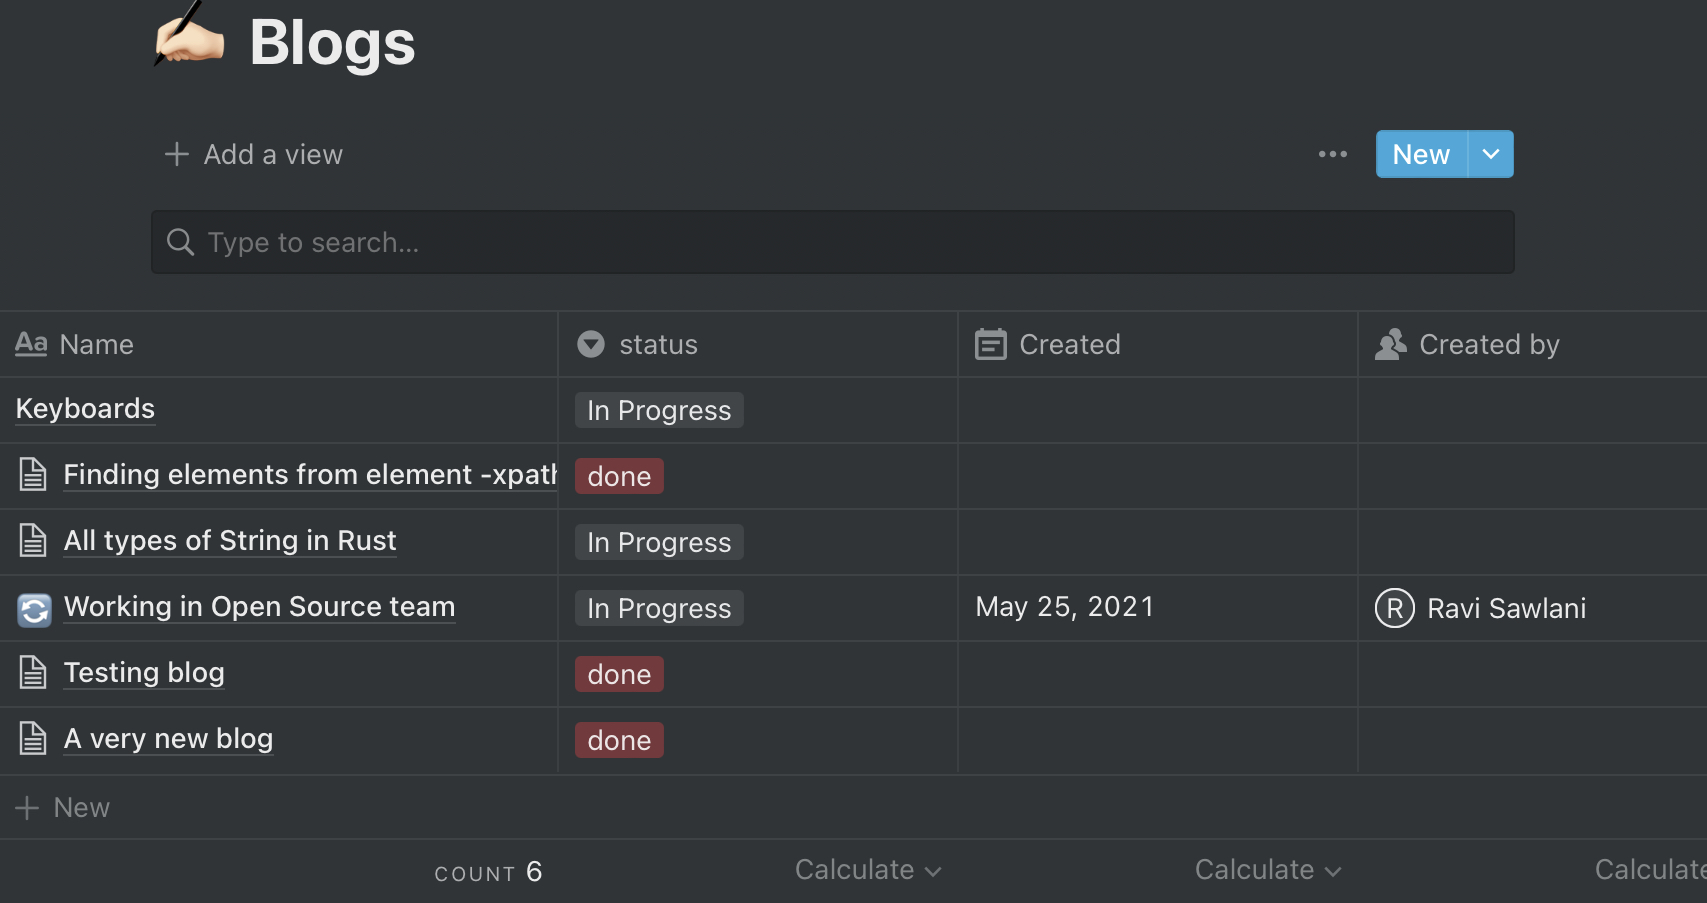 Blogs
Add a view
New
Type to search...
Aa Name status Created Created by
Keyboards In Progress
Finding elements from element -xpath done
All types of String in Rust In Progress
Working in Open Source team In Progress May 25, 2021 R Ravi Sawlani
Testing blog done
A very new blog done
New
COUNT 6 Calculate Calculate Calculate